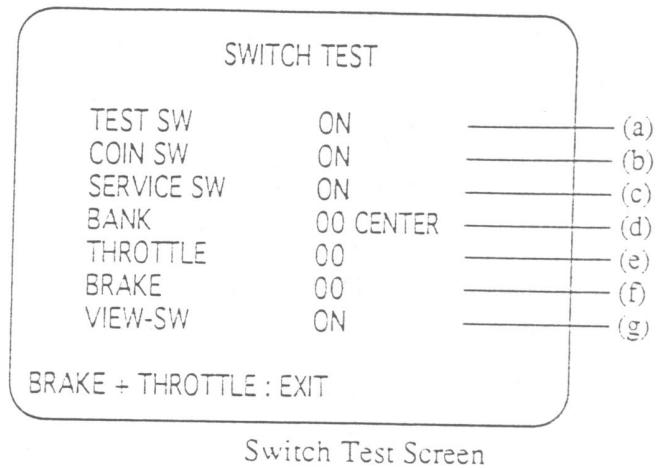 SWITCH TEST
TEST SW ON (a)
COIN SW ON (b)
SERVICE SW ON (c)
BANK 00 CENTER (d)
THROTTLE 00 (e)
BRAKE 00 (f)
VIEW-SW ON (g)
BRAKE + THROTTLE : EXIT
Switch Test Screen